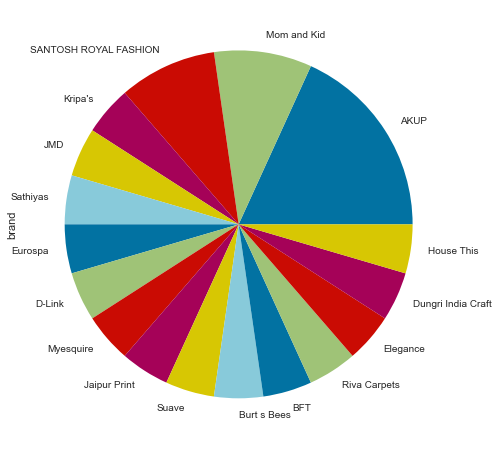 Mom and Kid
SANTOSH ROYAL FASHION
AKUP
Kripa's
JMD
Sathiyas
brand
Eurospa
House This
D-Link
Dungri India Craft
Myesquire
Elegance
Jaipur Print
Riva Carpets
Suave
BFT
Burt s Bees